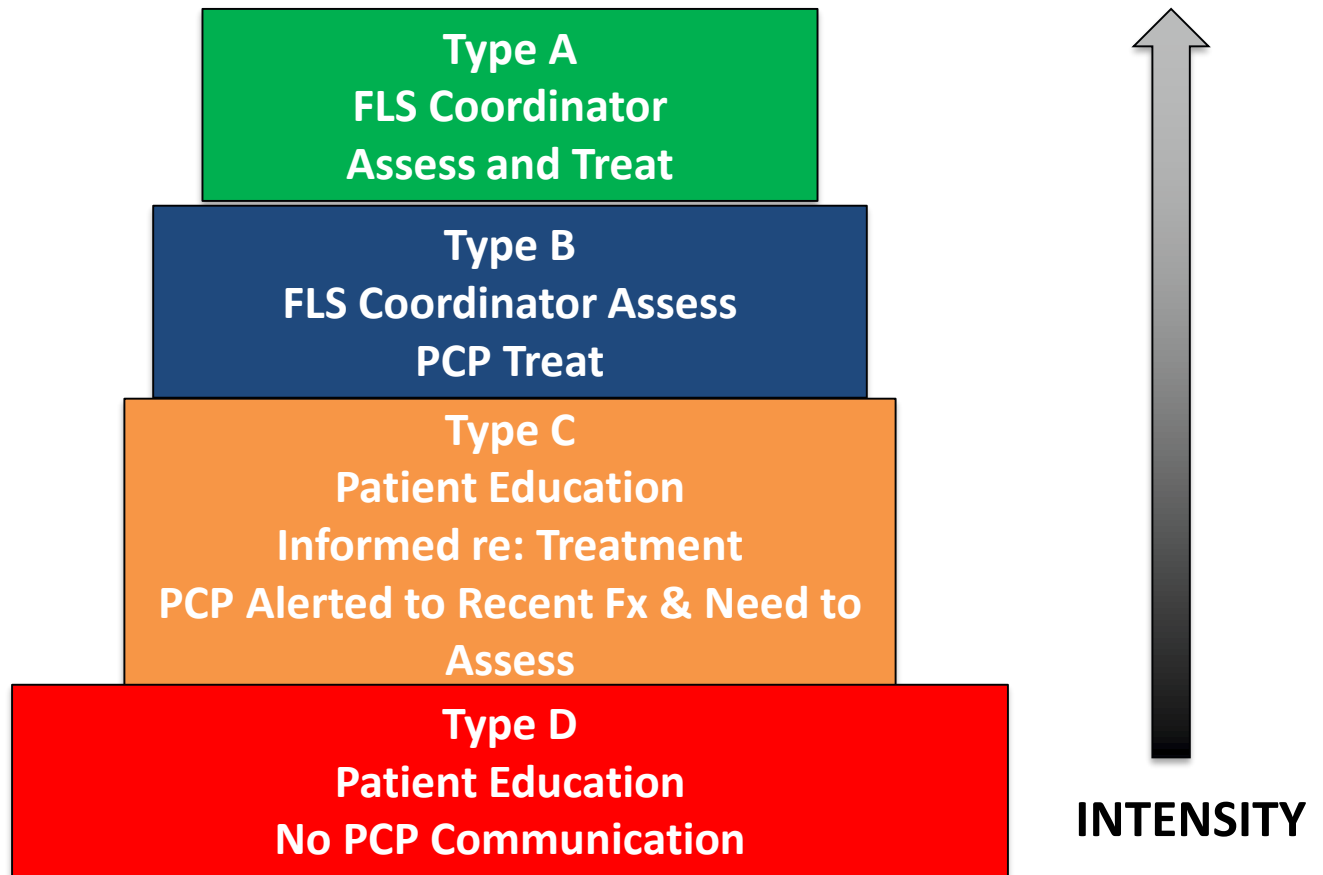 Type A
FLS Coordinator
Assess and Treat
Type B
FLS Coordinator Assess
PCP Treat
Type C
Patient Education
Informed re: Treatment
PCP Alerted to Recent Fx & Need to
Assess
Type D
Patient Education
No PCP Communication
INTENSITY